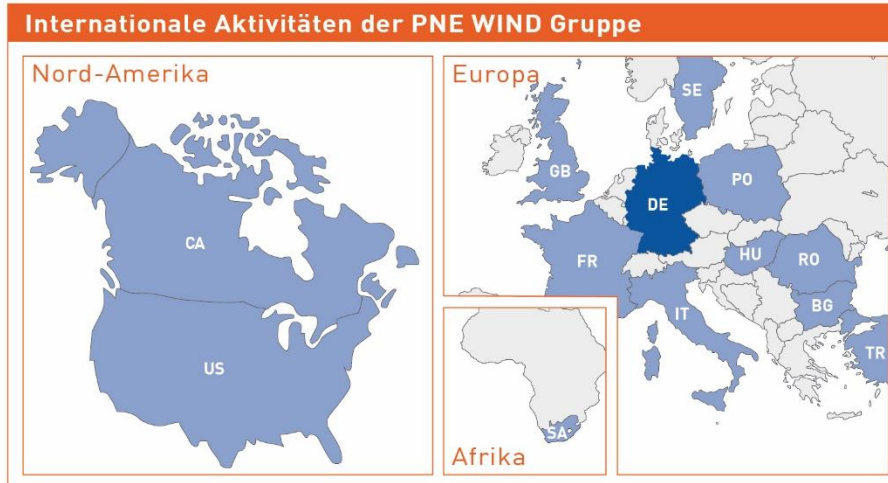 Internationale Aktivitäten der PNE WIND Gruppe
Nord-Amerika
CA
US
Europa
SE
GB
PO
DE
FR
HU
RO
IT
BG
TR
SA
Afrika